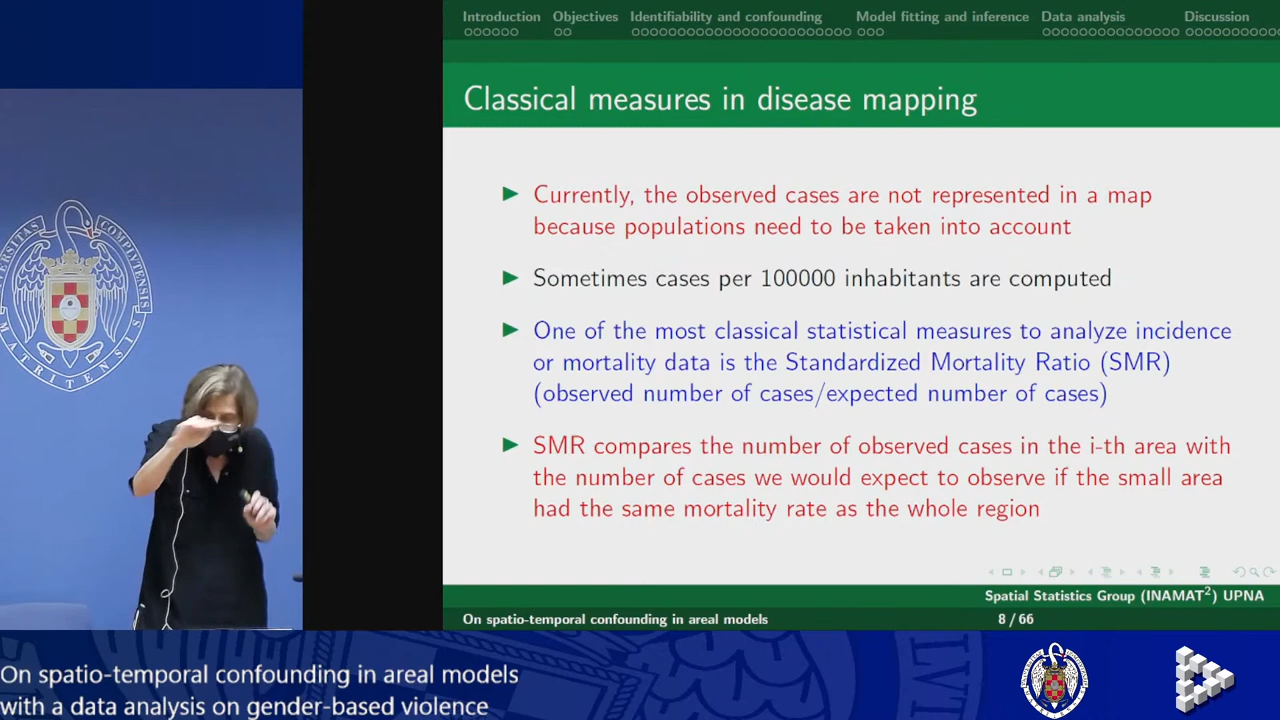 Introduction Objectives Identifiability and confounding Model fitting and inference Data analysis Discussion
Classical measures in disease mapping
Currently, the observed cases are not represented in a map
because populations need to be taken into account
Sometimes cases per 100000 inhabitants are computed
One of the most classical statistical measures to analyze incidence
or mortality data is the Standardized Mortality Ratio (SMR)
(observed number of cases/expected number of cases)
SMR compares the number of observed cases in the i-th area with
the number of cases we would expect to observe if the small area
had the same mortality rate as the whole region
Spatial Statistics Group (INAMAT²) UPNA
On spatio-temporal confounding in areal models 8 / 66
On spatio-temporal confounding in areal models
with a data analysis on gender-based violence